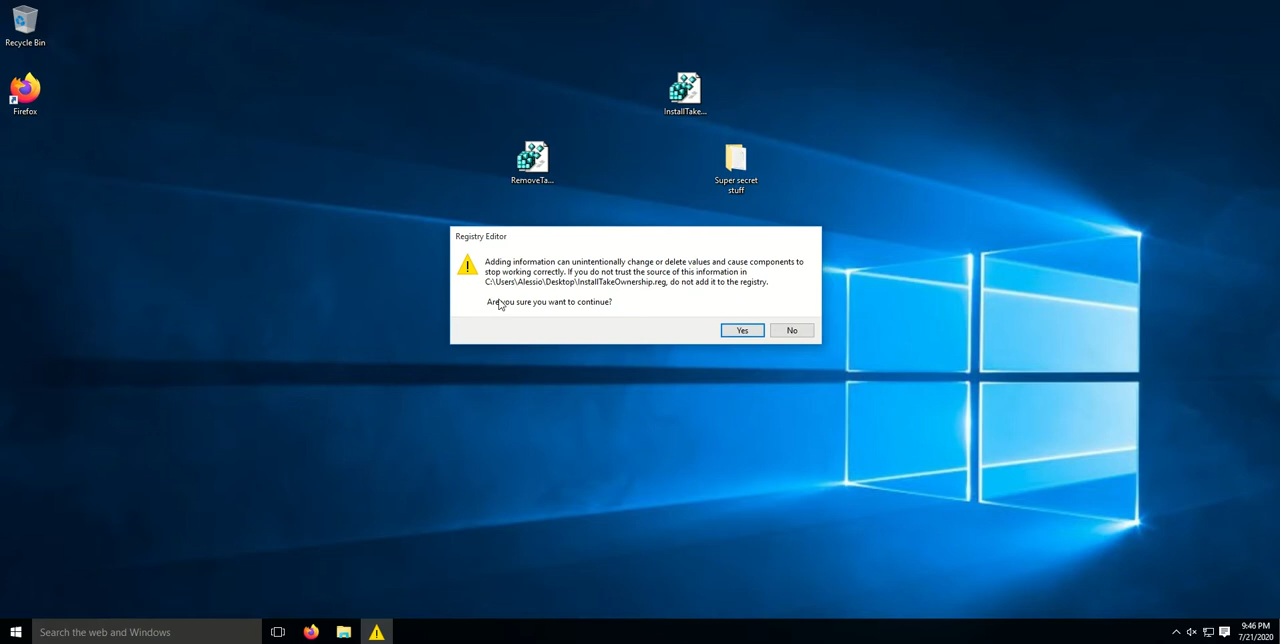 Recycle Bin
Firefox
InstallTake...
RemoveTa...
Super secret
stuff
Registry Editor
Adding information can unintentionally change or delete values and cause components to
stop working correctly. If you do not trust the source of this information in
C:\Users\Alessio\Desktop\InstallTakeOwnership.reg, do not add it to the registry.
Are you sure you want to continue?
Yes
No
Search the web and Windows
9:46 PM
7/21/2020